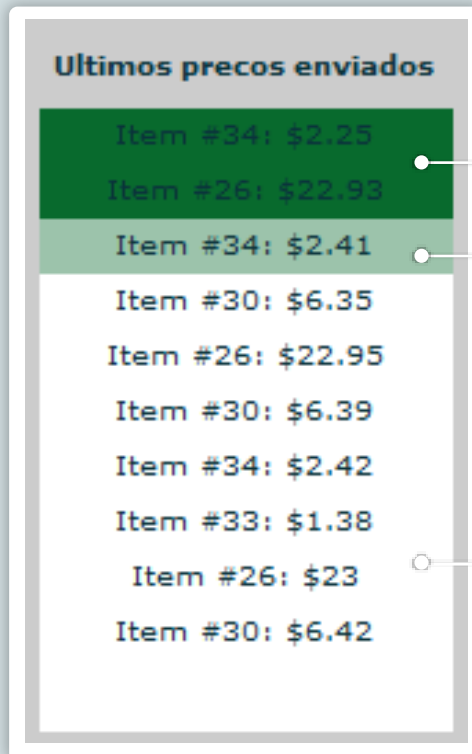 Ultimos precos enviados
Item #34: $2.25
Item #26: $22.93
Item #34: $2.41
Item #30: $6.35
Item #26: $22.95
Item #30: $6.39
Item #34: $2.42
Item #33: $1.38
Item #26: $23
Item #30: $6.42